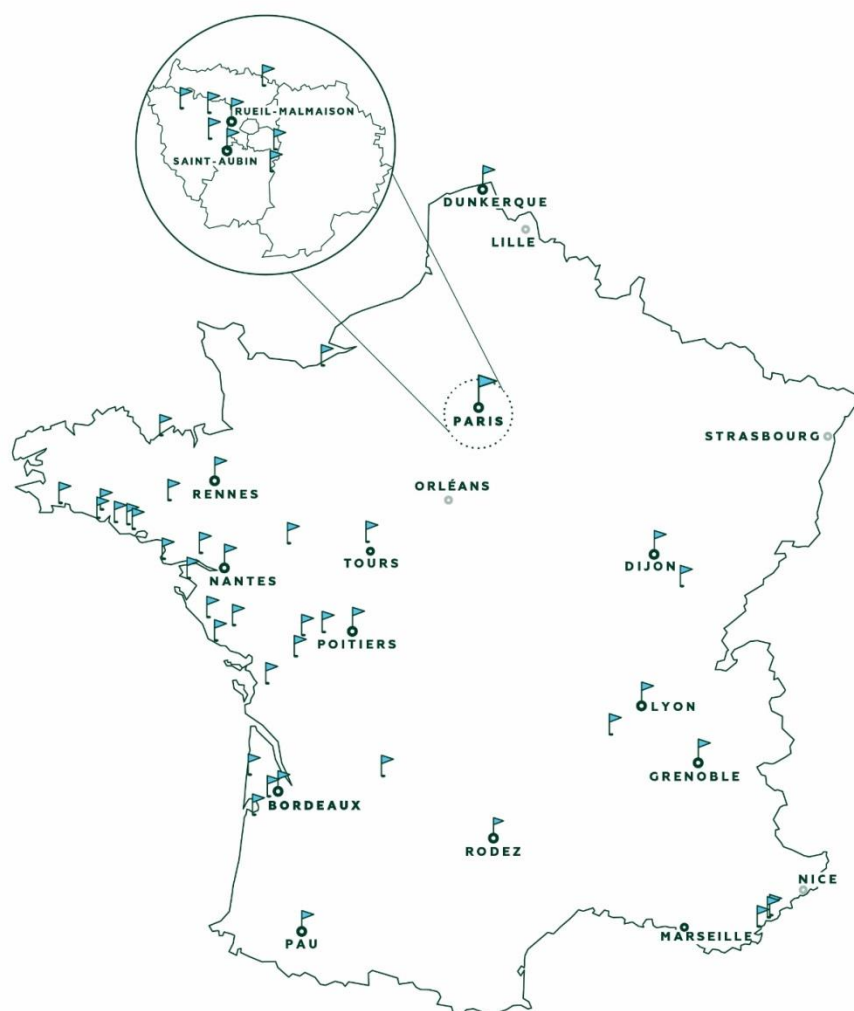 RUEIL-MALMAISON
SAINT-AUBIN
DUNKERQUE
LILLE
PARIS
STRASBOURG
RENNES
ORLÉANS
TOURS
DIJON
NANTES
POITIERS
LYON
GRENOBLE
BORDEAUX
RODEZ
NICE
MARSEILLE
PAU